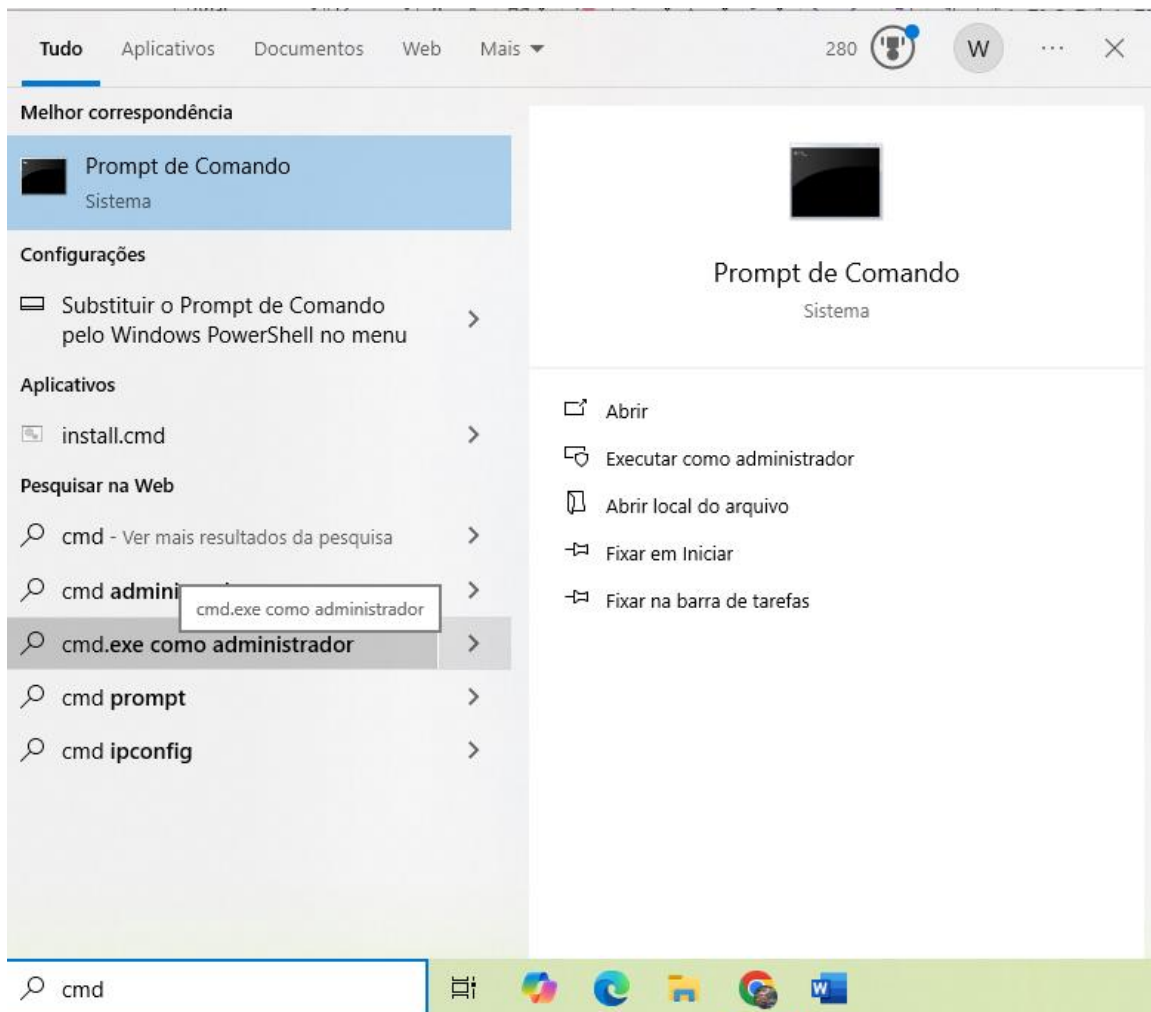 Tudo Aplicativos Documentos Web Mais 280 W ...
Melhor correspondência
Prompt de Comando
Sistema
Configurações
Substituir o Prompt de Comando
pelo Windows PowerShell no menu
Aplicativos
install.cmd
Pesquisar na Web
cmd - Ver mais resultados da pesquisa
cmd admini
cmd.exe como administrador
cmd.exe como administrador
cmd prompt
cmd ipconfig
Prompt de Comando
Sistema
Abrir
Executar como administrador
Abrir local do arquivo
Fixar em Iniciar
Fixar na barra de tarefas
cmd
W